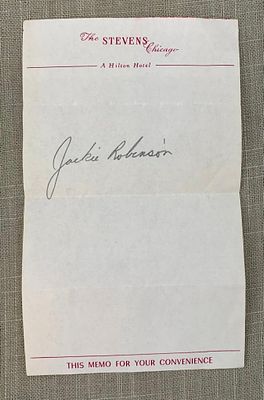 The STEVENS Chicago
A Hilton Hotel
Jackie Robinson
THIS MEMO FOR YOUR CONVENIENCE